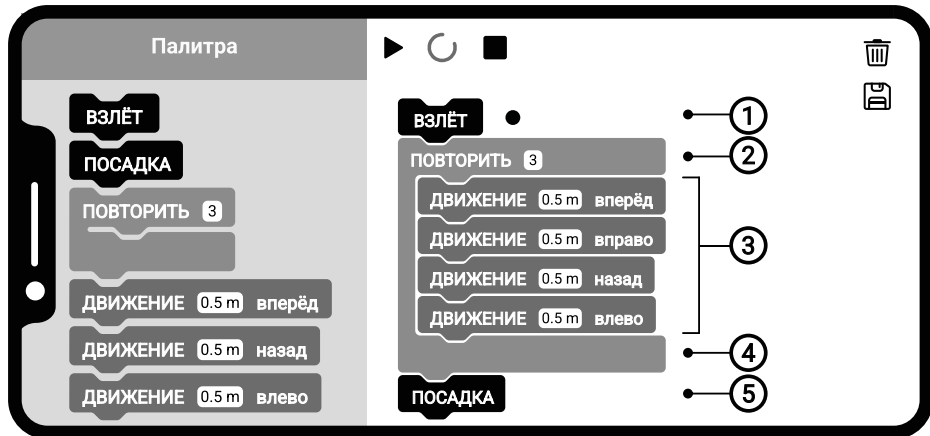 Палитра
ВЗЛЁТ
ПОСАДКА
ПОВТОРИТЬ 3
ДВИЖЕНИЕ 0.5 m вперёд
ДВИЖЕНИЕ 0.5 m назад
ДВИЖЕНИЕ 0.5 m влево
ВЗЛЁТ
1
ПОВТОРИТЬ 3
2
ДВИЖЕНИЕ 0.5 m вперёд
ДВИЖЕНИЕ 0.5 m вправо
ДВИЖЕНИЕ 0.5 m назад
ДВИЖЕНИЕ 0.5 m влево
3
4
ПОСАДКА
5